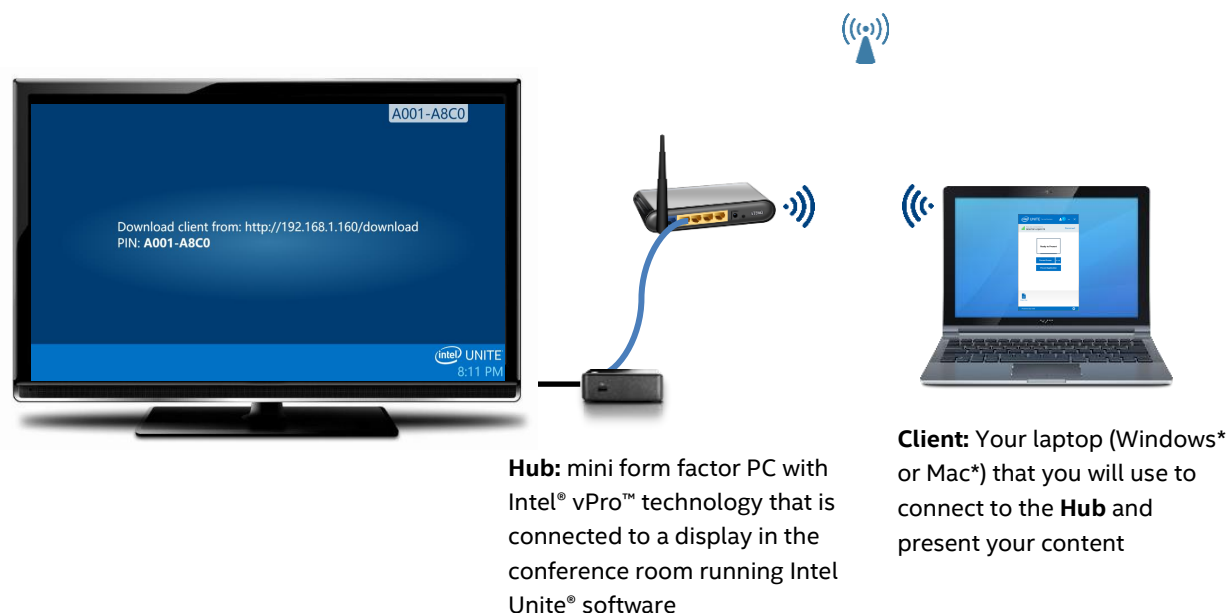 A001-A8C0
Download client from: http://192.168.1.160/download
PIN: A001-A8C0
intel UNITE
8:11 PM
Hub: mini form factor PC with
Intel® vPro™ technology that is
connected to a display in the
conference room running Intel
Unite® software
Client: Your laptop (Windows*
or Mac*) that you will use to
connect to the Hub and
present your content